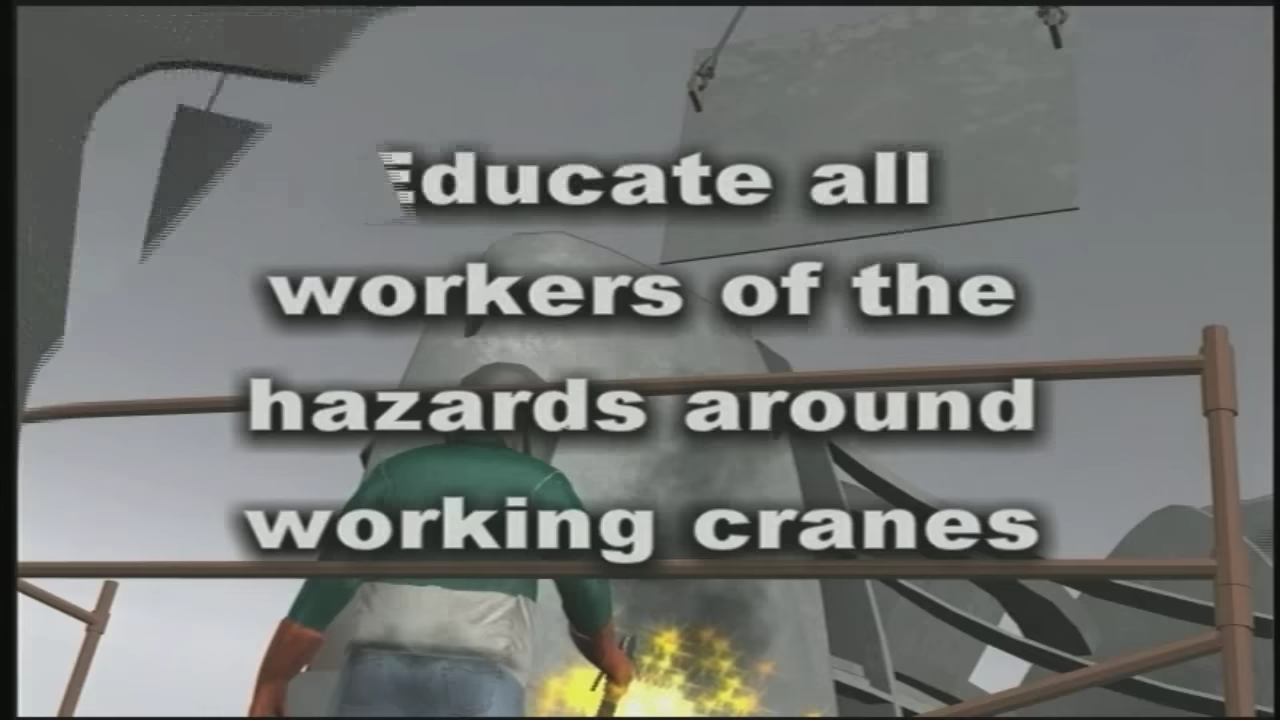 Educate all
workers of the
hazards around
working cranes